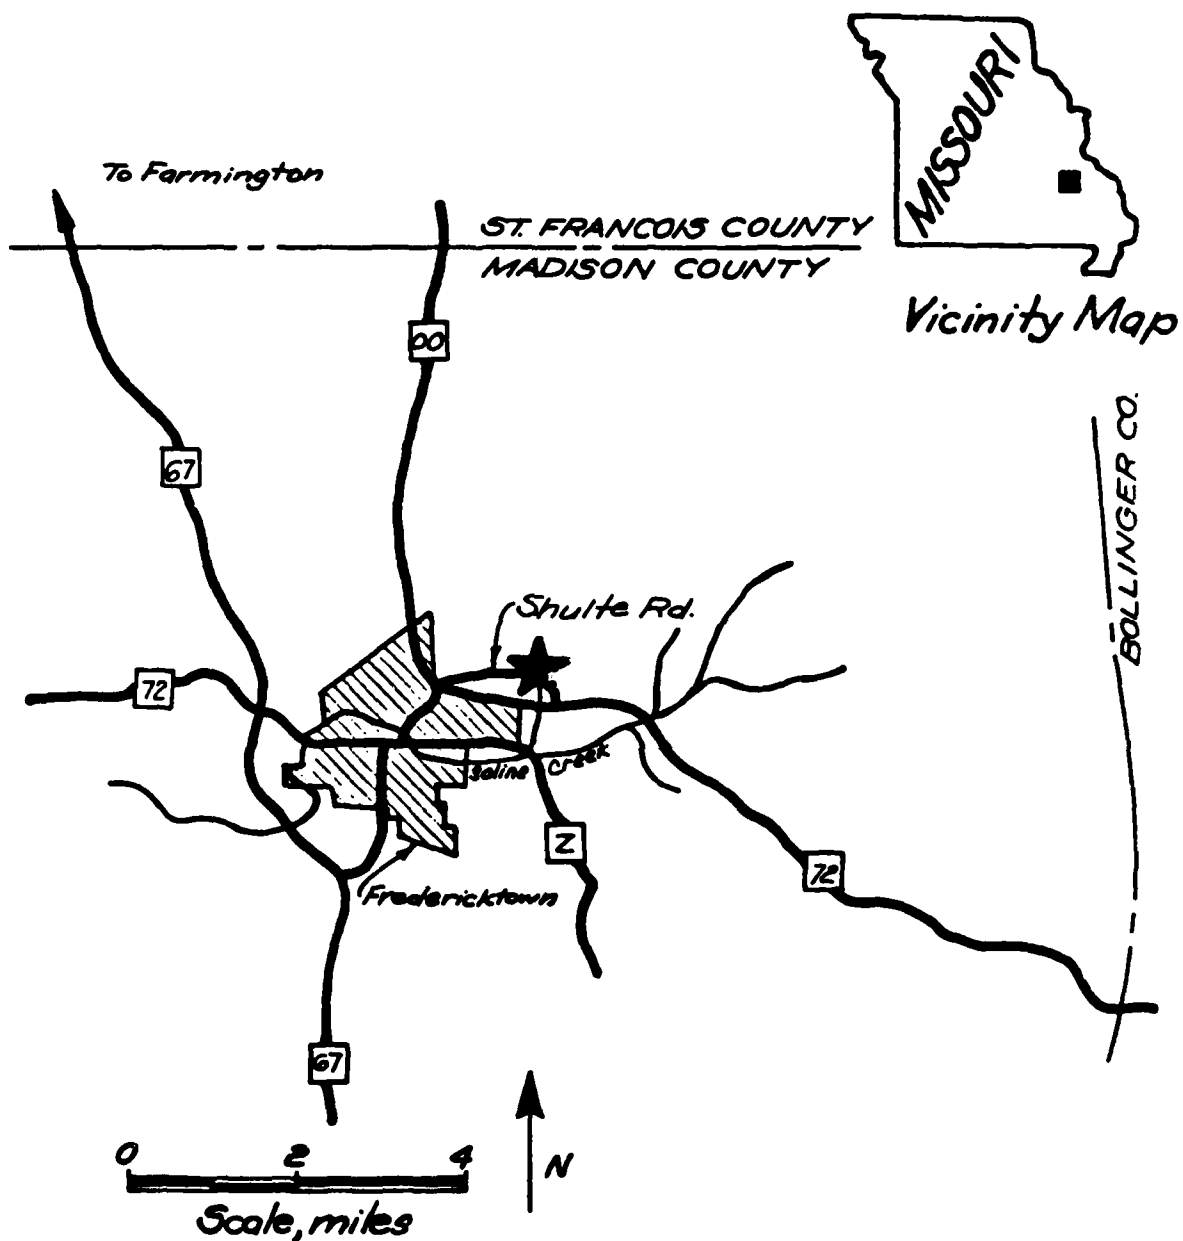 MISSOURI
To Farmington
ST. FRANCOIS COUNTY
MADISON COUNTY
Vicinity Map
OO
BOLLINGER CO.
67
Shulte Rd.
72
Saline Creek
Z
72
Fredericktown
67
N
0 2 4
Scale, miles